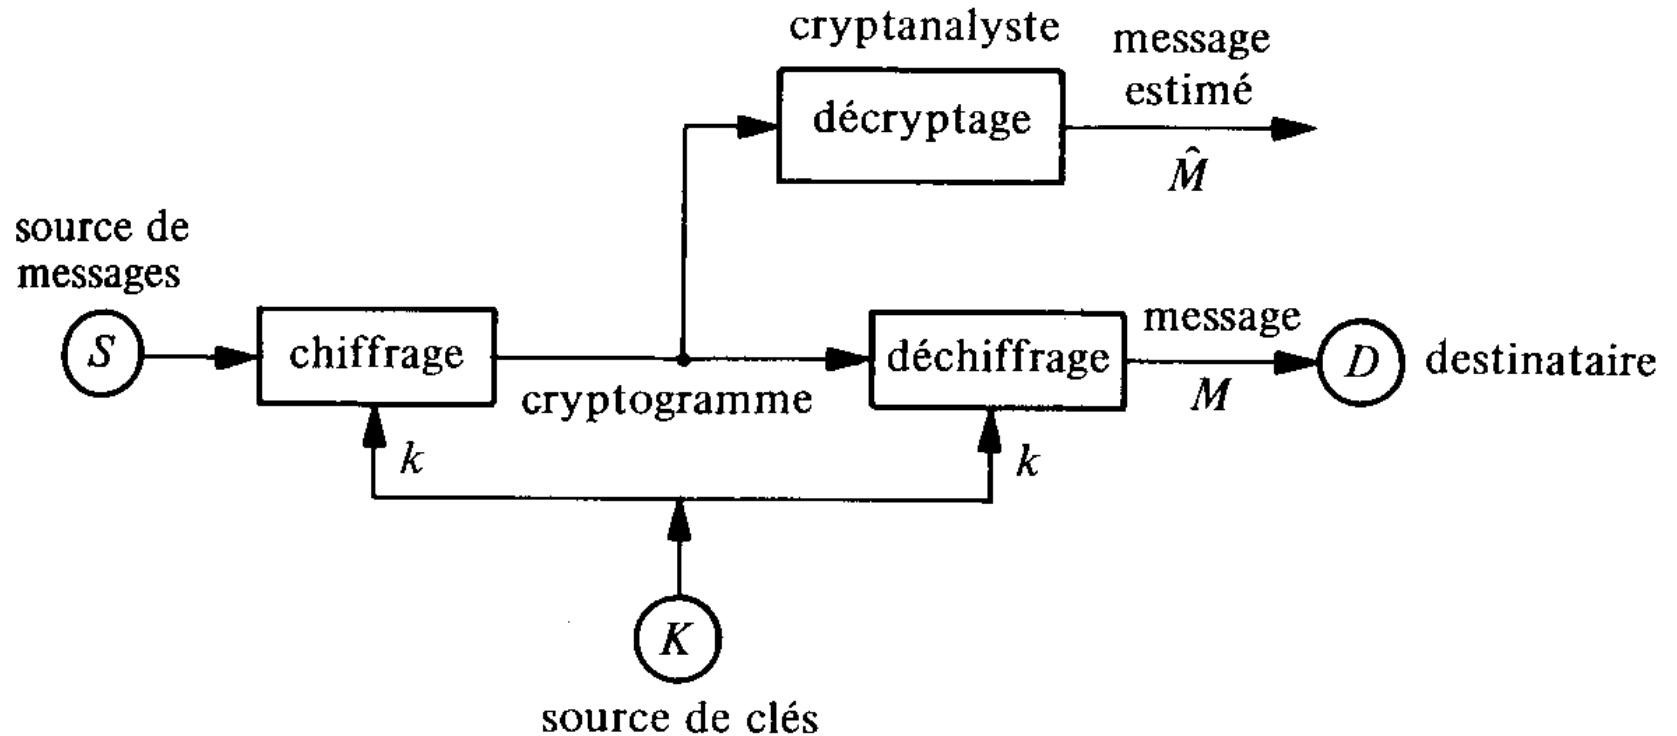 cryptanalyste
message
estimé
décryptage
M̂
source de
messages
S
chiffrage
cryptogramme
déchiffrage
message
M
D
destinataire
k
k
K
source de clés